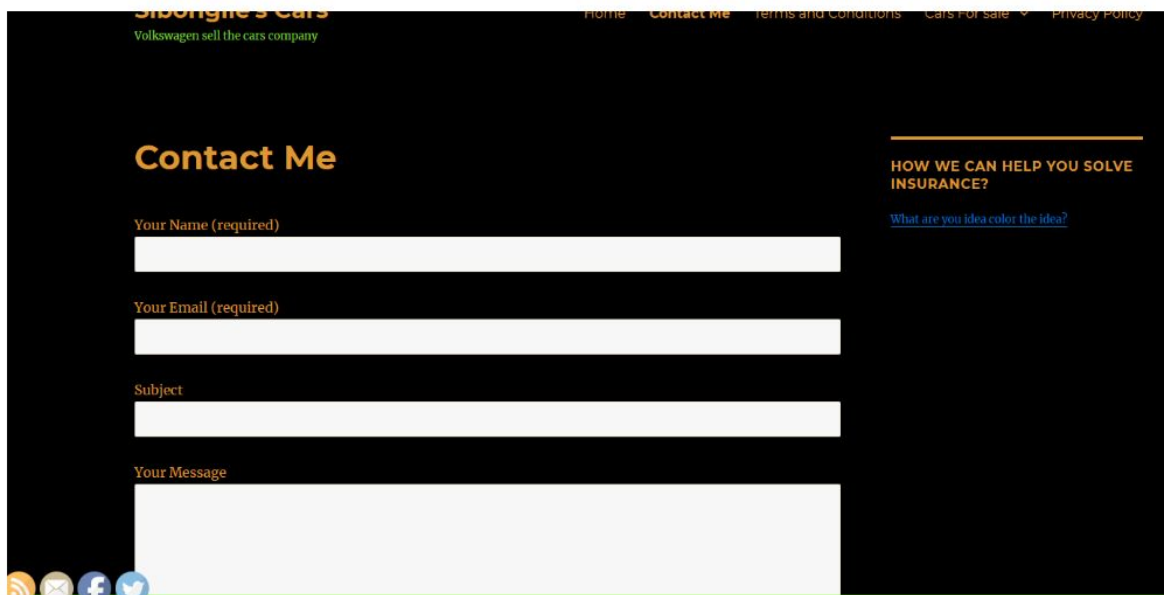 Sibongile's Cars
Home Contact Me Terms and Conditions Cars For sale Privacy Policy
Volkswagen sell the cars company
Contact Me
HOW WE CAN HELP YOU SOLVE
INSURANCE?
What are you idea color the idea?
Your Name (required)
Your Email (required)
Subject
Your Message